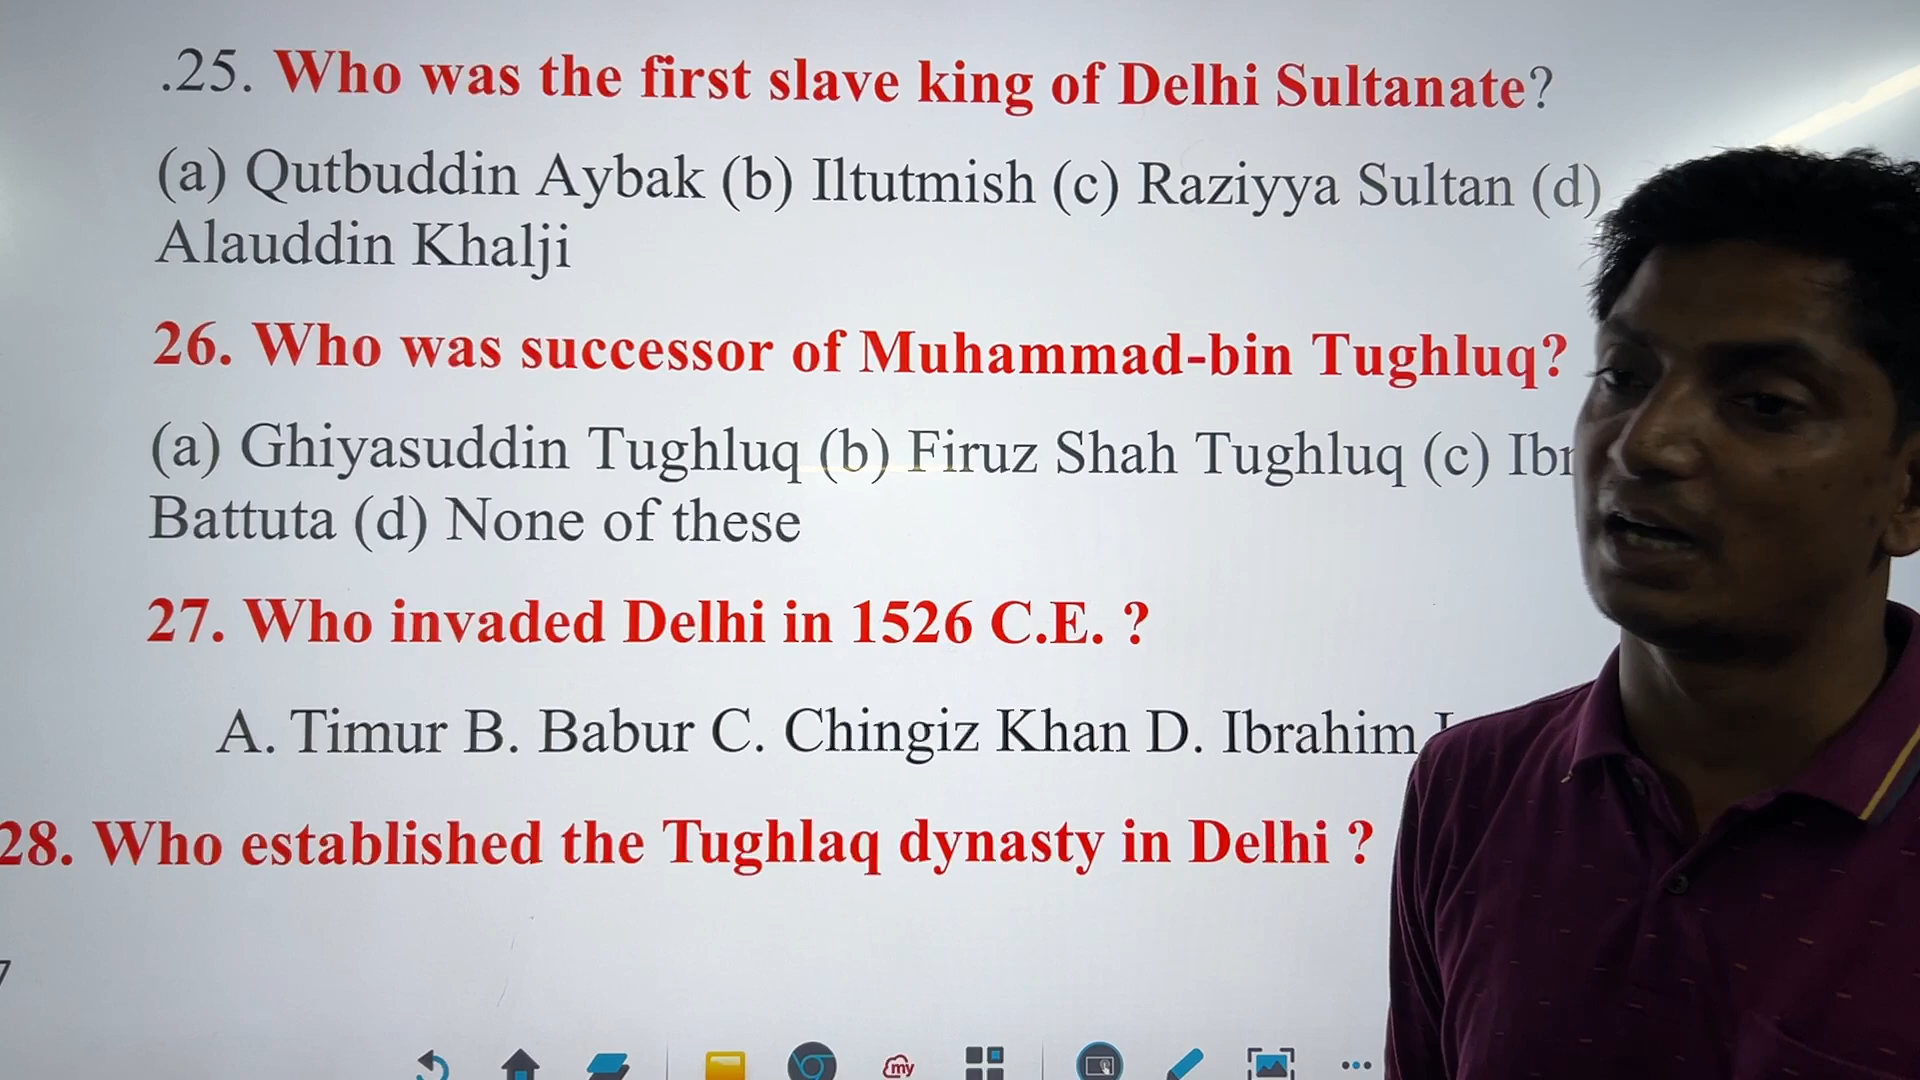 .25. Who was the first slave king of Delhi Sultanate?
(a) Qutbuddin Aybak (b) Iltutmish (c) Raziyya Sultan (d)
Alauddin Khalji
26. Who was successor of Muhammad-bin Tughluq?
(a) Ghiyasuddin Tughluq (b) Firuz Shah Tughluq (c)
Battuta (d) None of these
27. Who invaded Delhi in 1526 C.E. ?
A. Timur B. Babur C. Chingiz Khan D. Ibrahim
28. Who established the Tughlaq dynasty in Delhi ?
7
my